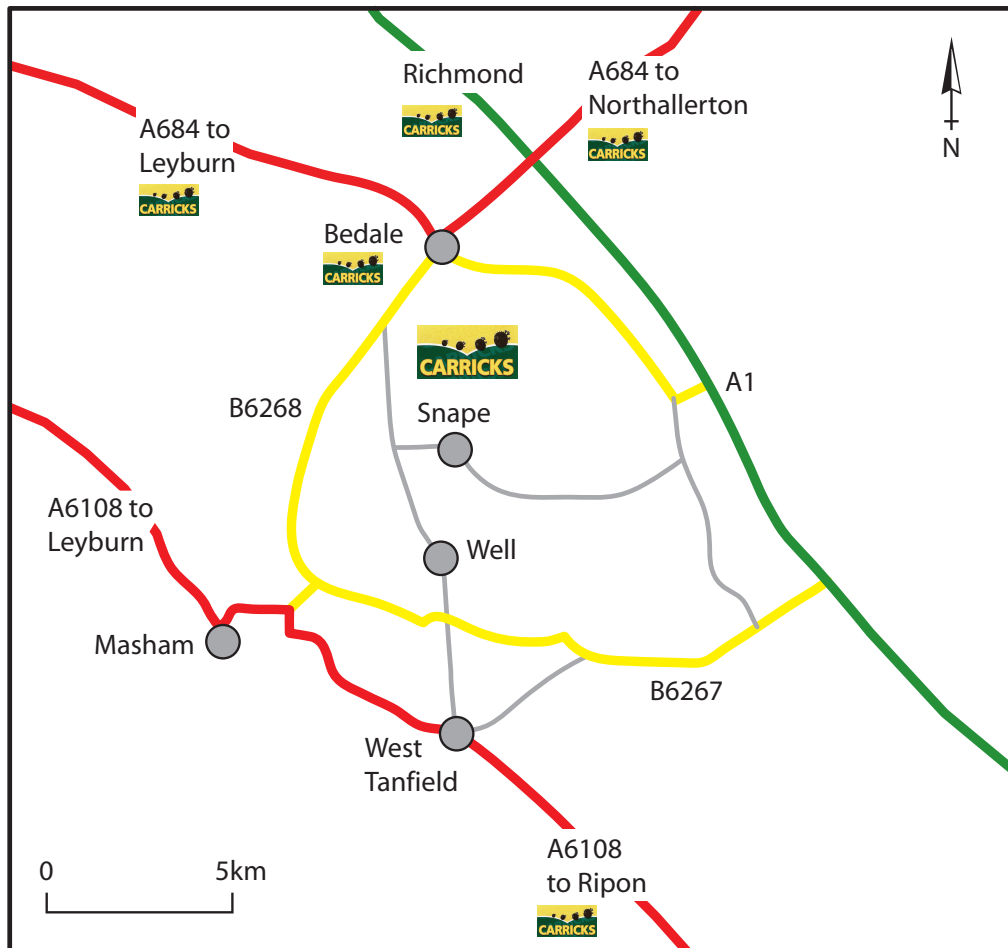 Richmond
CARRICKS
A684 to
Northallerton
CARRICKS
A684 to
Leyburn
CARRICKS
N
Bedale
CARRICKS
CARRICKS
A1
B6268
Snape
A6108 to
Leyburn
Well
Masham
B6267
West
Tanfield
A6108
to Ripon
CARRICKS
0
5km